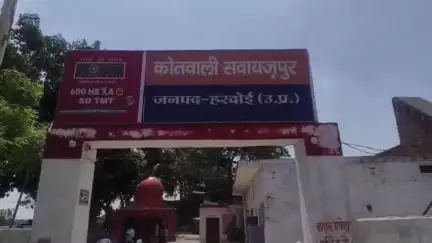 कोतवाली सवायजपुर
600 HEXA
SD TMT
जनपद-हरदोई (उ.प्र.)